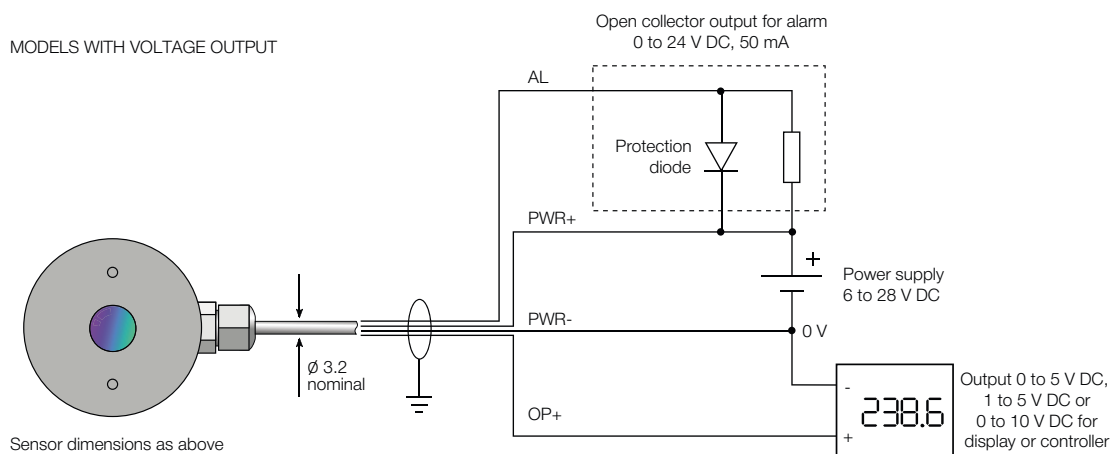 MODELS WITH VOLTAGE OUTPUT
Open collector output for alarm
0 to 24 V DC, 50 mA
AL
Protection
diode
PWR+
+
Power supply
6 to 28 V DC
PWR-
0 V
Ø 3.2
nominal
-
238.6
+
OP+
Output 0 to 5 V DC,
1 to 5 V DC or
0 to 10 V DC for
display or controller
Sensor dimensions as above